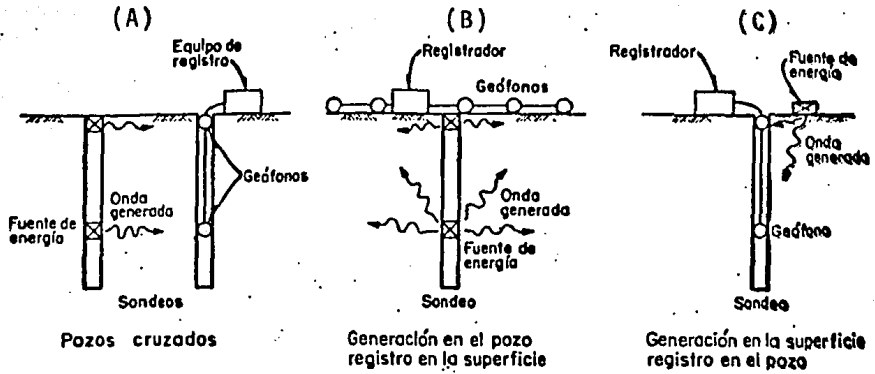 (A)
Equipo de
registro
Geófonos
Onda
generada
Fuente de
energía
Sondeos
Pozos cruzados
(B)
Registrador
Geófonos
Onda
generada
Fuente de
energía
Sondeo
Generación en el pozo
registro en la superficie
(C)
Registrador
Fuente de
energía
Onda
generada
Geófono
Sondeo
Generación en la superficie
registro en el pozo